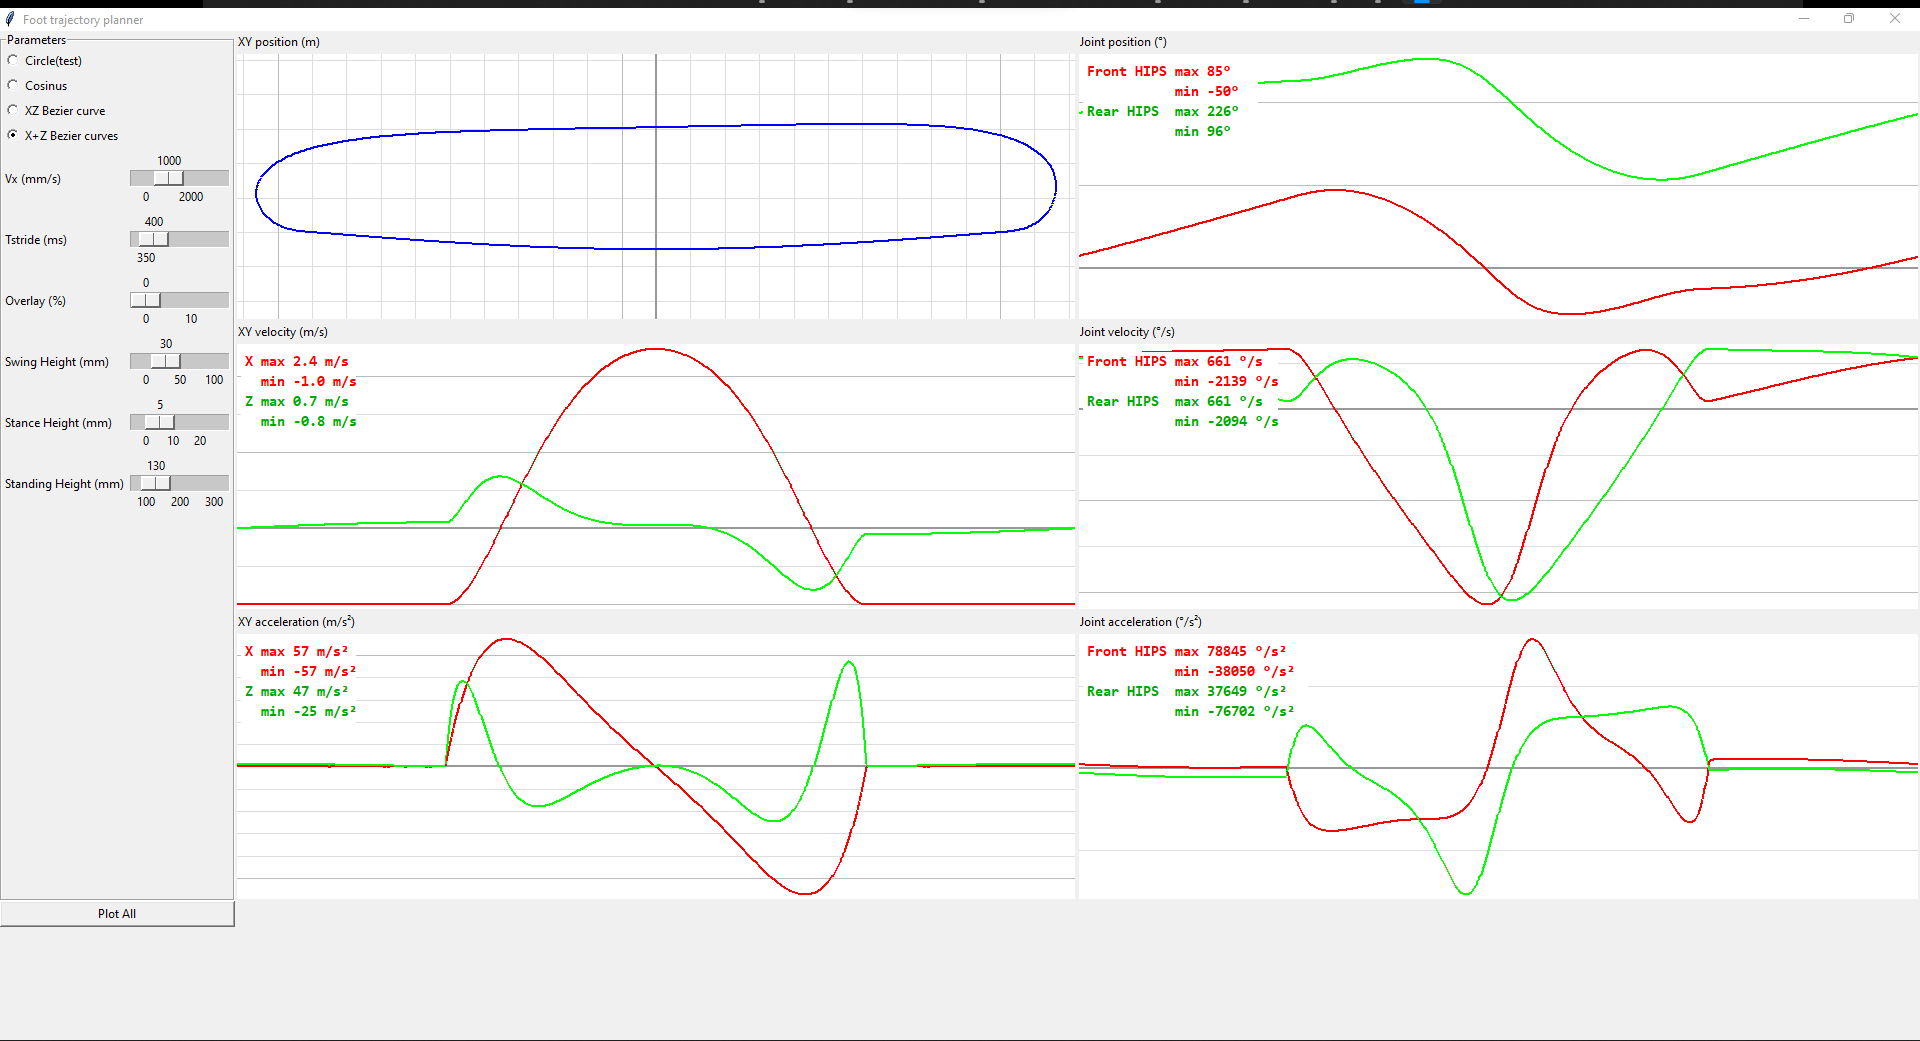 Foot trajectory planner
Parameters
Circle(test)
Cosinus
XZ Bezier curve
X+Z Bezier curves
1000
Vx (mm/s)
0 2000
400
Tstride (ms)
350
0
Overlay (%)
0 10
30
Swing Height (mm)
0 50 100
5
Stance Height (mm)
0 10 20
130
Standing Height (mm)
100 200 300
Plot All
XY position (m)
XY velocity (m/s)
X max 2.4 m/s
min -1.0 m/s
Z max 0.7 m/s
min -0.8 m/s
XY acceleration (m/s²)
X max 57 m/s²
min -57 m/s²
Z max 47 m/s²
min -25 m/s²
Joint position (°)
Front HIPS max 85°
min -50°
Rear HIPS max 226°
min 96°
Joint velocity (°/s)
Front HIPS max 661 °/s
min -2139 °/s
Rear HIPS max 661 °/s
min -2094 °/s
Joint acceleration (°/s²)
Front HIPS max 78845 °/s²
min -38050 °/s²
Rear HIPS max 37649 °/s²
min -76702 °/s²